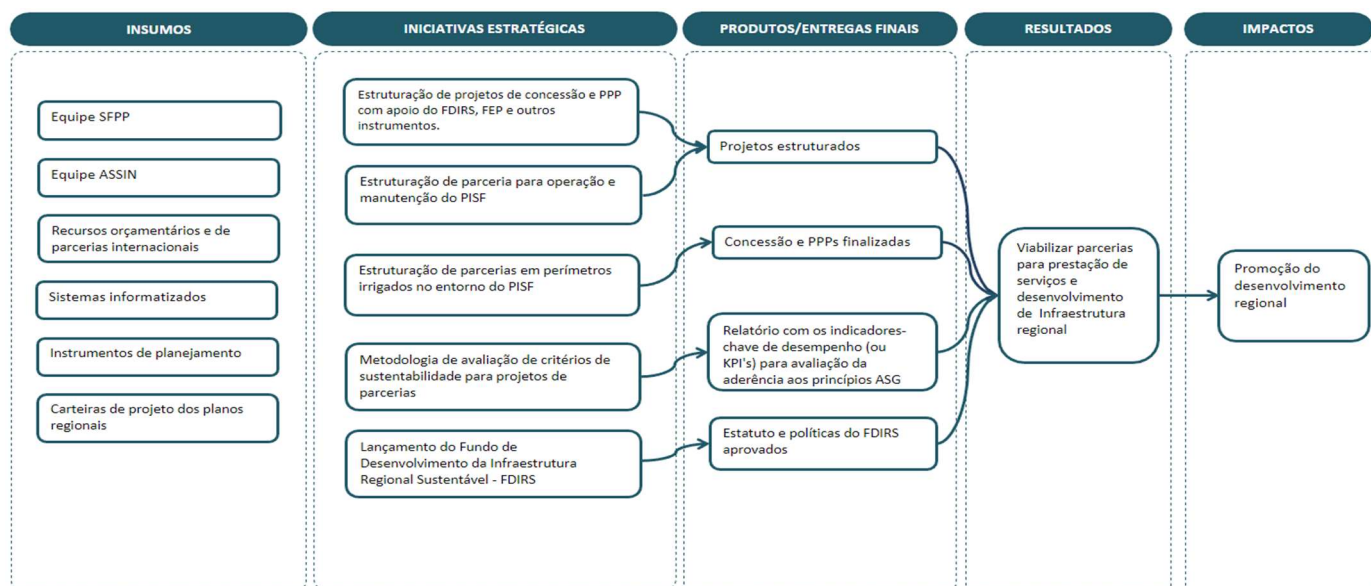 INSUMOS
INICIATIVAS ESTRATÉGICAS
PRODUTOS/ENTREGAS FINAIS
RESULTADOS
IMPACTOS
Equipe SFPP
Equipe ASSIN
Recursos orçamentários e de
parcerias internacionais
Sistemas informatizados
Instrumentos de planejamento
Carteiras de projeto dos planos
regionais
Estruturação de projetos de concessão e PPP
com apoio do FDIRS, FEP e outros
instrumentos.
Estruturação de parceria para operação e
manutenção do PISF
Estruturação de parcerias em perímetros
irrigados no entorno do PISF
Metodologia de avaliação de critérios de
sustentabilidade para projetos de
parcerias
Lançamento do Fundo de
Desenvolvimento da Infraestrutura
Regional Sustentável - FDIRS
Projetos estruturados
Concessão e PPPs finalizadas
Relatório com os indicadores-
chave de desempenho (ou
KPI's) para avaliação da
aderência aos princípios ASG
Estatuto e políticas do FDIRS
aprovados
Viabilizar parcerias
para prestação de
serviços e
desenvolvimento
de Infraestrutura
regional
Promoção do
desenvolvimento
regional